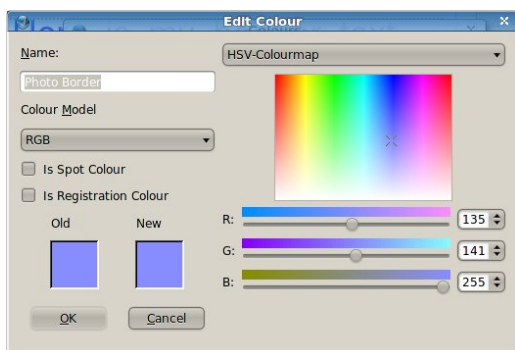 Edit Colour
Name:
Photo Border
Colour Model
RGB
Is Spot Colour
Is Registration Colour
Old New
OK Cancel
HSV-Colourmap
R: 135
G: 141
B: 255